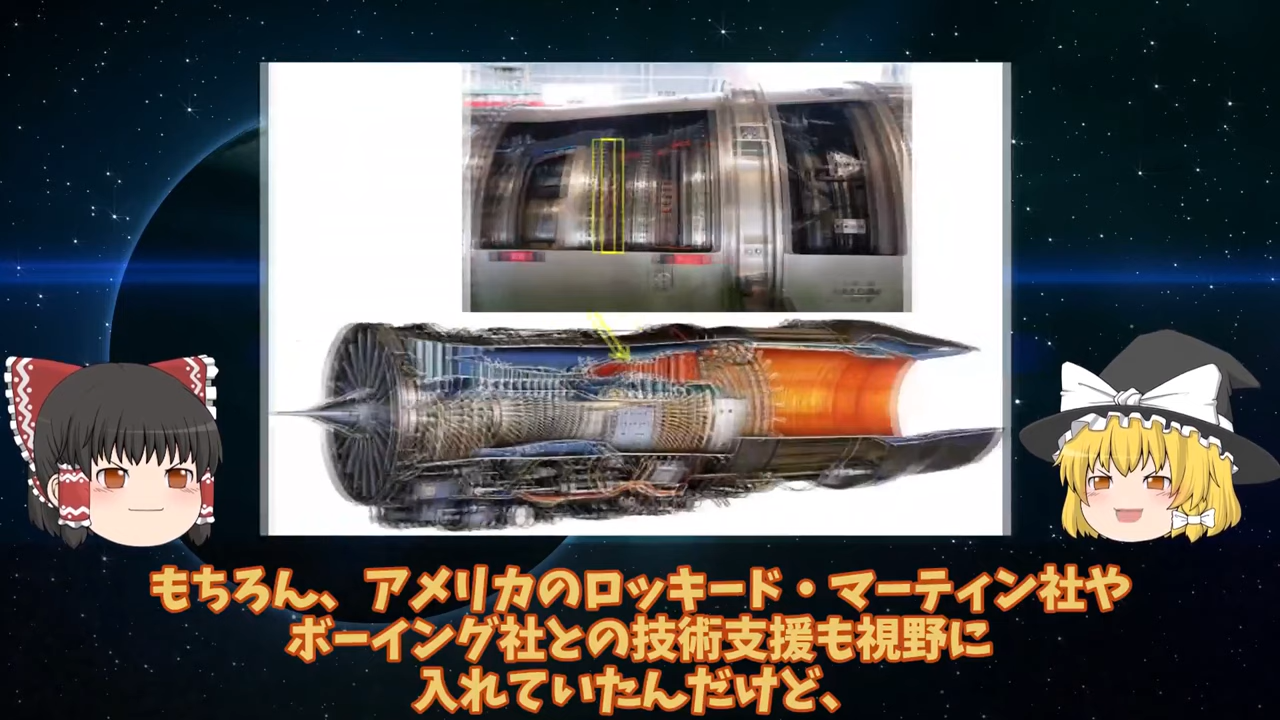 もちろん、アメリカのロッキード・マーティン社や
ボーイング社との技術支援も視野に
入れていたんだけど、